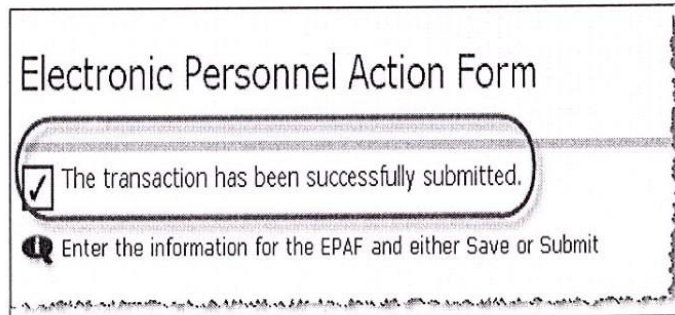 Electronic Personnel Action Form
The transaction has been successfully submitted.
Enter the information for the EPAF and either Save or Submit